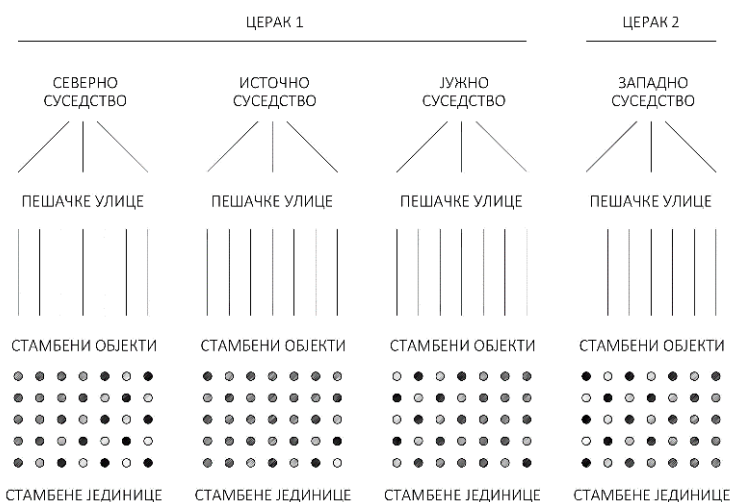 ЦЕРАК 1
ЦЕРАК 2
СЕВЕРНО
СУСЕДСТВО
ИСТОЧНО
СУСЕДСТВО
ЈУЖНО
СУСЕДСТВО
ЗАПАДНО
СУСЕДСТВО
ПЕШАЧКЕ УЛИЦЕ
ПЕШАЧКЕ УЛИЦЕ
ПЕШАЧКЕ УЛИЦЕ
ПЕШАЧКЕ УЛИЦЕ
СТАМБЕНИ ОБЈЕКТИ
СТАМБЕНИ ОБЈЕКТИ
СТАМБЕНИ ОБЈЕКТИ
СТАМБЕНИ ОБЈЕКТИ
СТАМБЕНЕ ЈЕДИНИЦЕ
СТАМБЕНЕ ЈЕДИНИЦЕ
СТАМБЕНЕ ЈЕДИНИЦЕ
СТАМБЕНЕ ЈЕДИНИЦЕ